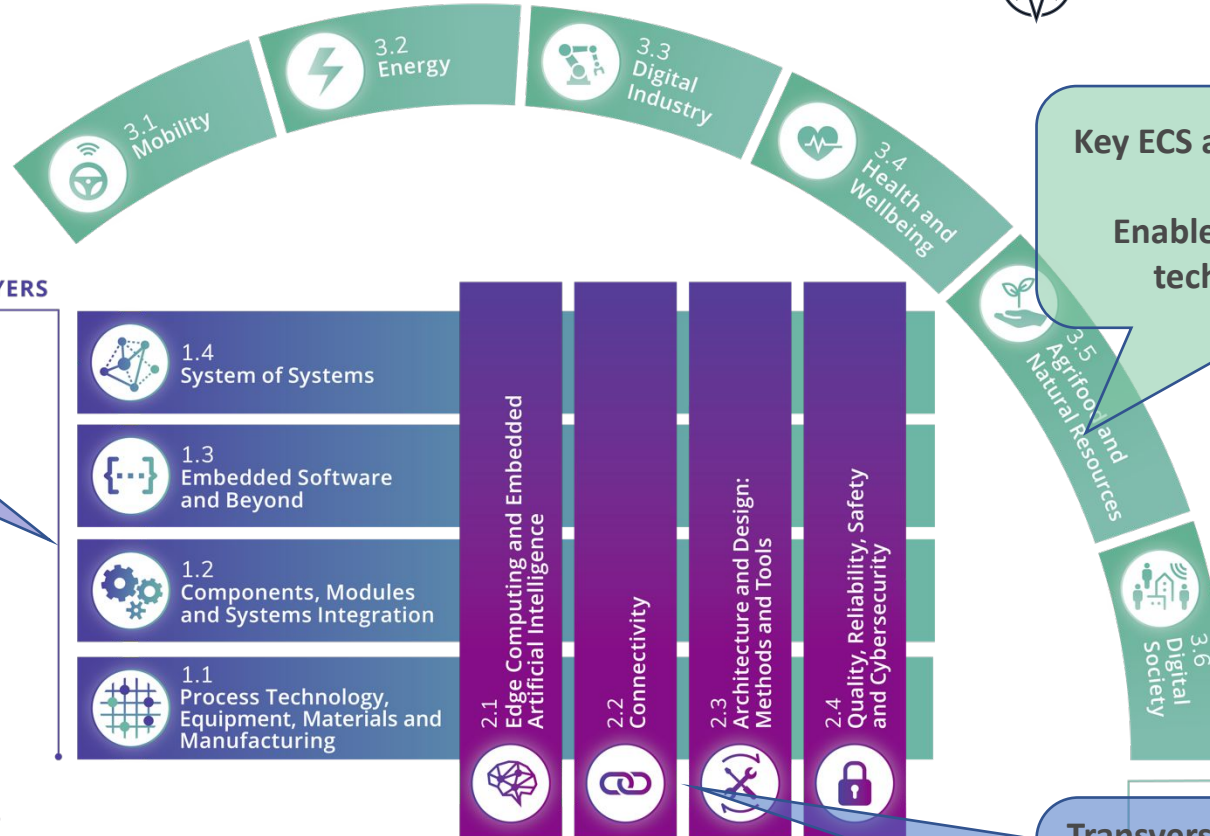 3.1
Mobility
3.2
Energy
3.3
Digital
Industry
3.4
Health and
Wellbeing
3.5
Agrifood and
Natural Resources
3.6
Digital
Society
Key ECS a
Enable
tech
YERS
1.4
System of Systems
1.3
Embedded Software
and Beyond
1.2
Components, Modules
and Systems Integration
1.1
Process Technology,
Equipment, Materials and
Manufacturing
2.1
Edge Computing and Embedded
Artificial Intelligence
2.2
Connectivity
2.3
Architecture and Design:
Methods and Tools
2.4
Quality, Reliability, Safety
and Cybersecurity
Transvers